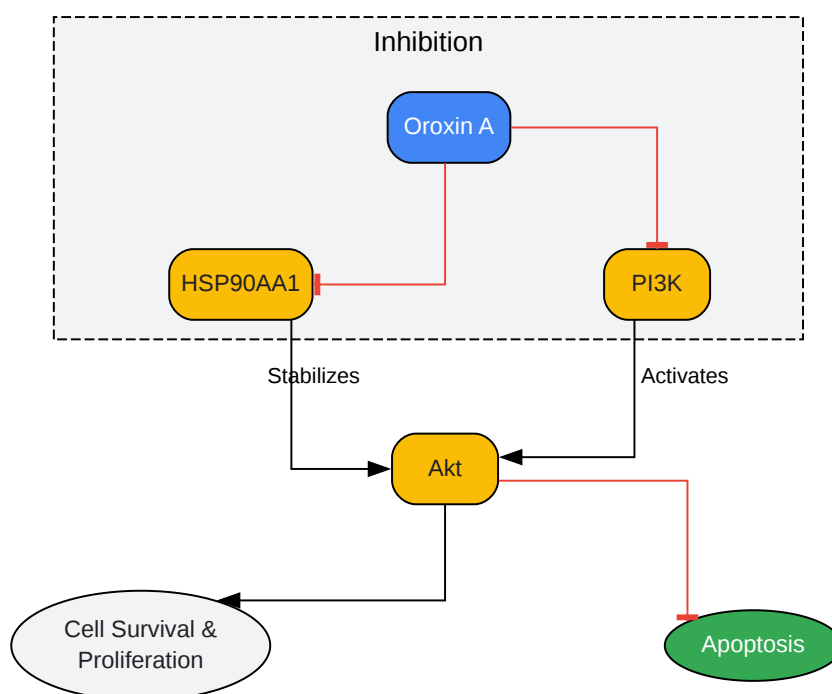 Inhibition
Oroxin A
HSP90AA1
PI3K
Stabilizes
Activates
Akt
Cell Survival &
Proliferation
Apoptosis